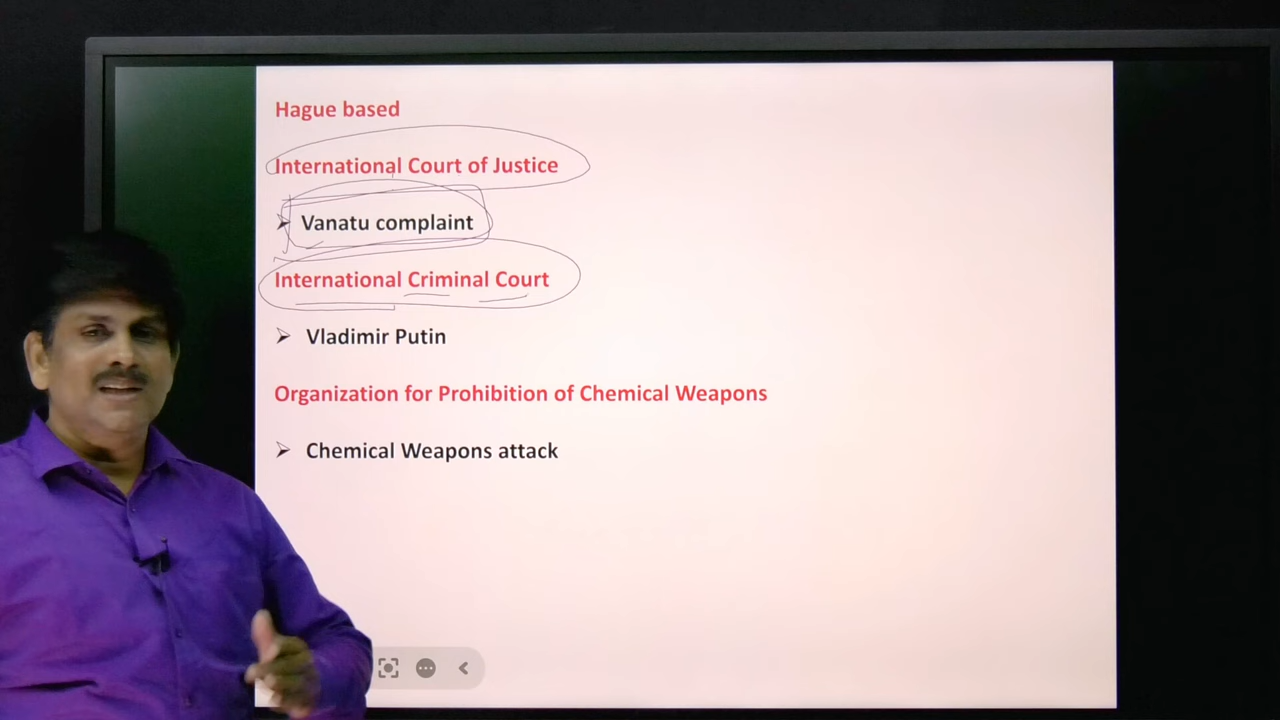 Hague based
International Court of Justice
➢ Vanatu complaint
International Criminal Court
➢ Vladimir Putin
Organization for Prohibition of Chemical Weapons
➢ Chemical Weapons attack